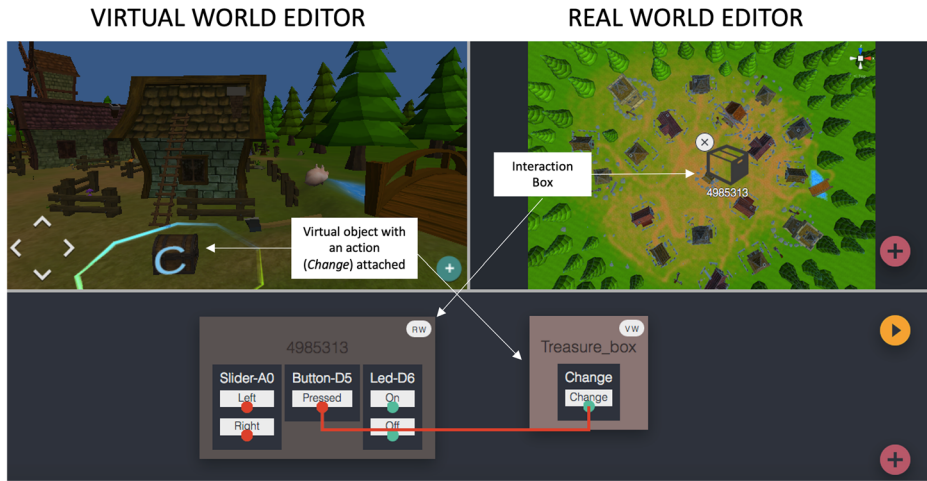 VIRTUAL WORLD EDITOR
REAL WORLD EDITOR
Interaction
Box
4985313
Virtual object with
an action
(Change) attached
C
RW
4985313
Slider-A0
Left
Right
Button-D5
Pressed
Led-D6
On
Off
VW
Treasure_box
Change
Change